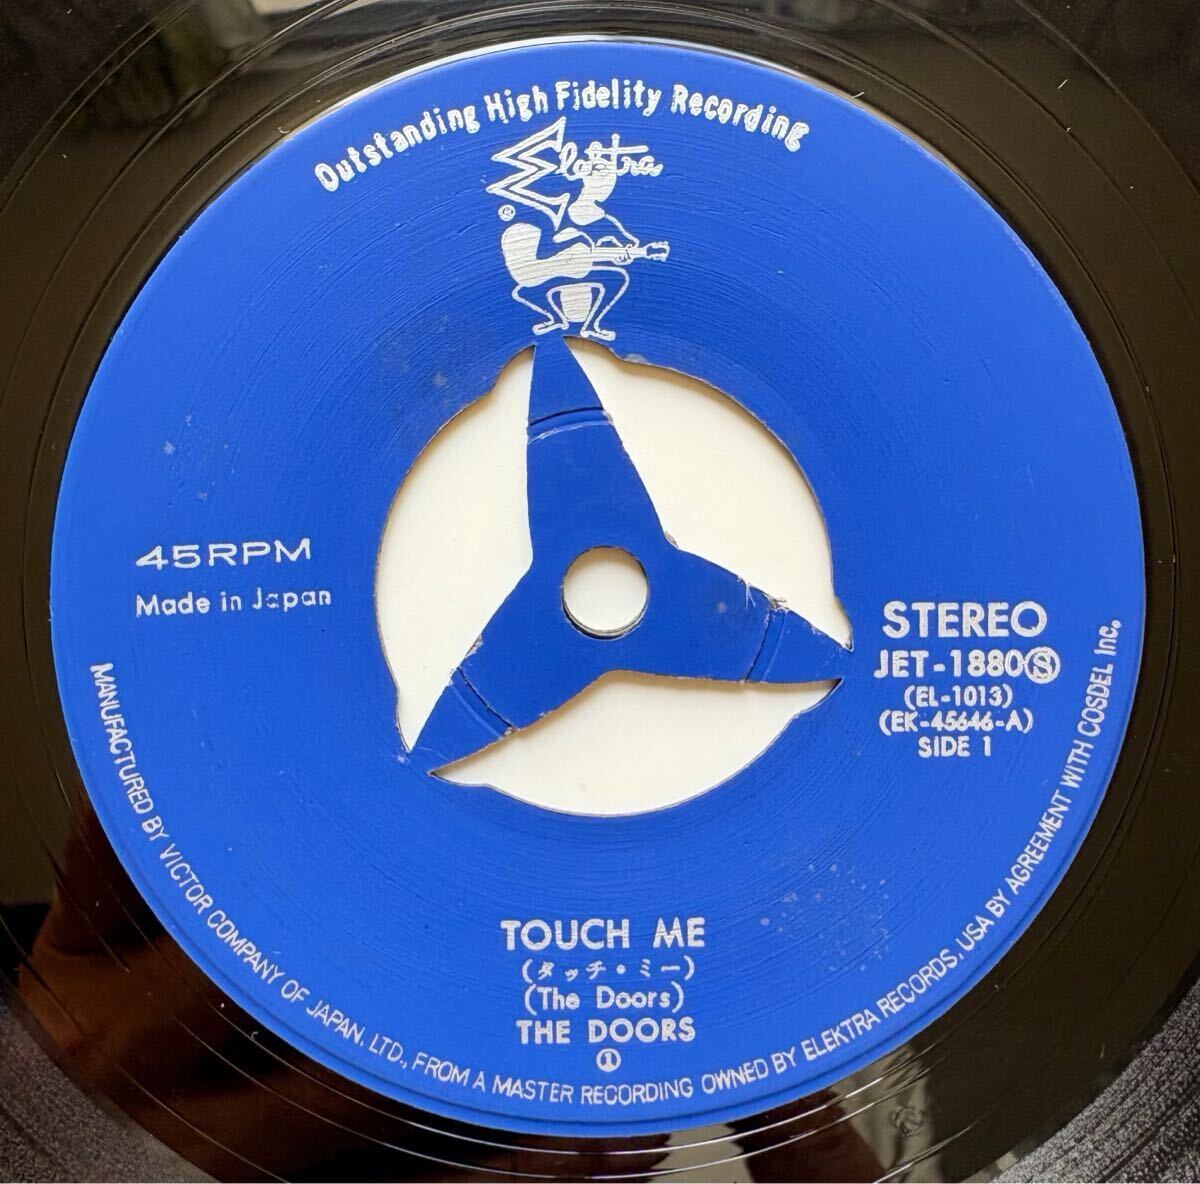 Outstanding High Fidelity Recording
Elektra
45RPM
Made in Japan
STEREO
JET-1880Ⓢ
(EL-1013)
(EK-45646-A)
SIDE 1
TOUCH ME
(タッチ・ミー)
(The Doors)
THE DOORS
①
MANUFACTURED BY VICTOR COMPANY OF JAPAN, LTD., FROM A MASTER RECORDING OWNED BY ELEKTRA RECORDS, USA BY AGREEMENT WITH COSDEL Inc.